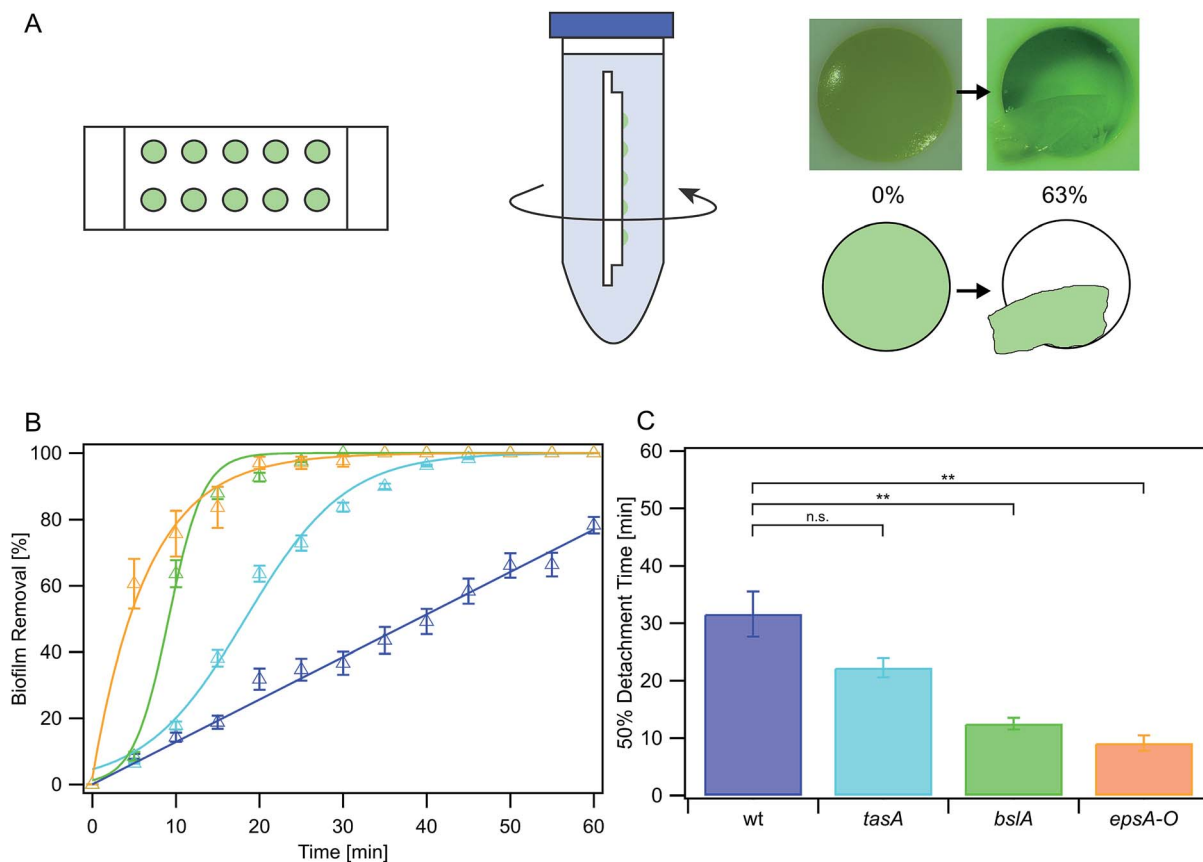 A
0%
63%
B
Biofilm Removal [%]
100
80
60
40
20
0
0 10 20 30 40 50 60
Time [min]
C
50% Detachment Time [min]
60
50
40
30
20
10
0
**
**
n.s.
wt tasA bslA epsA-O